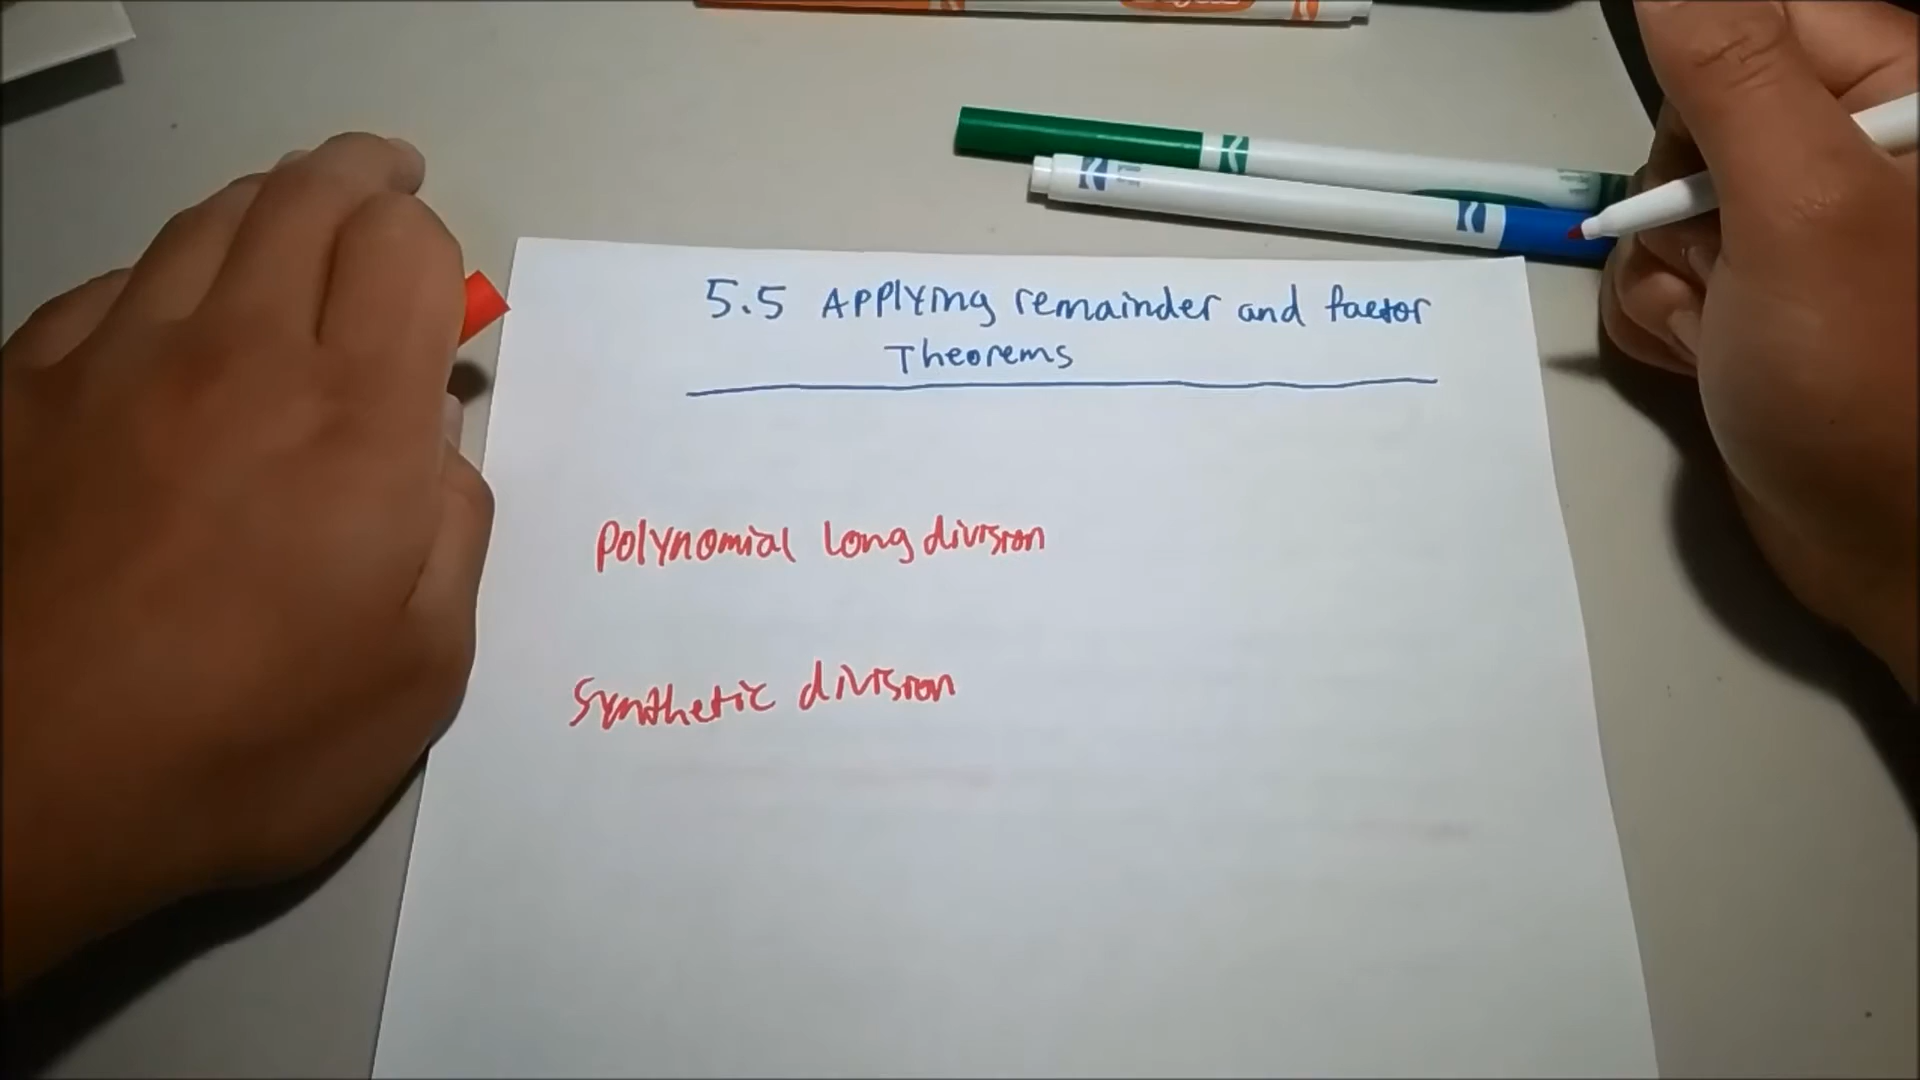 5.5 Applying remainder and factor
Theorems
Polynomial long division
Synthetic division